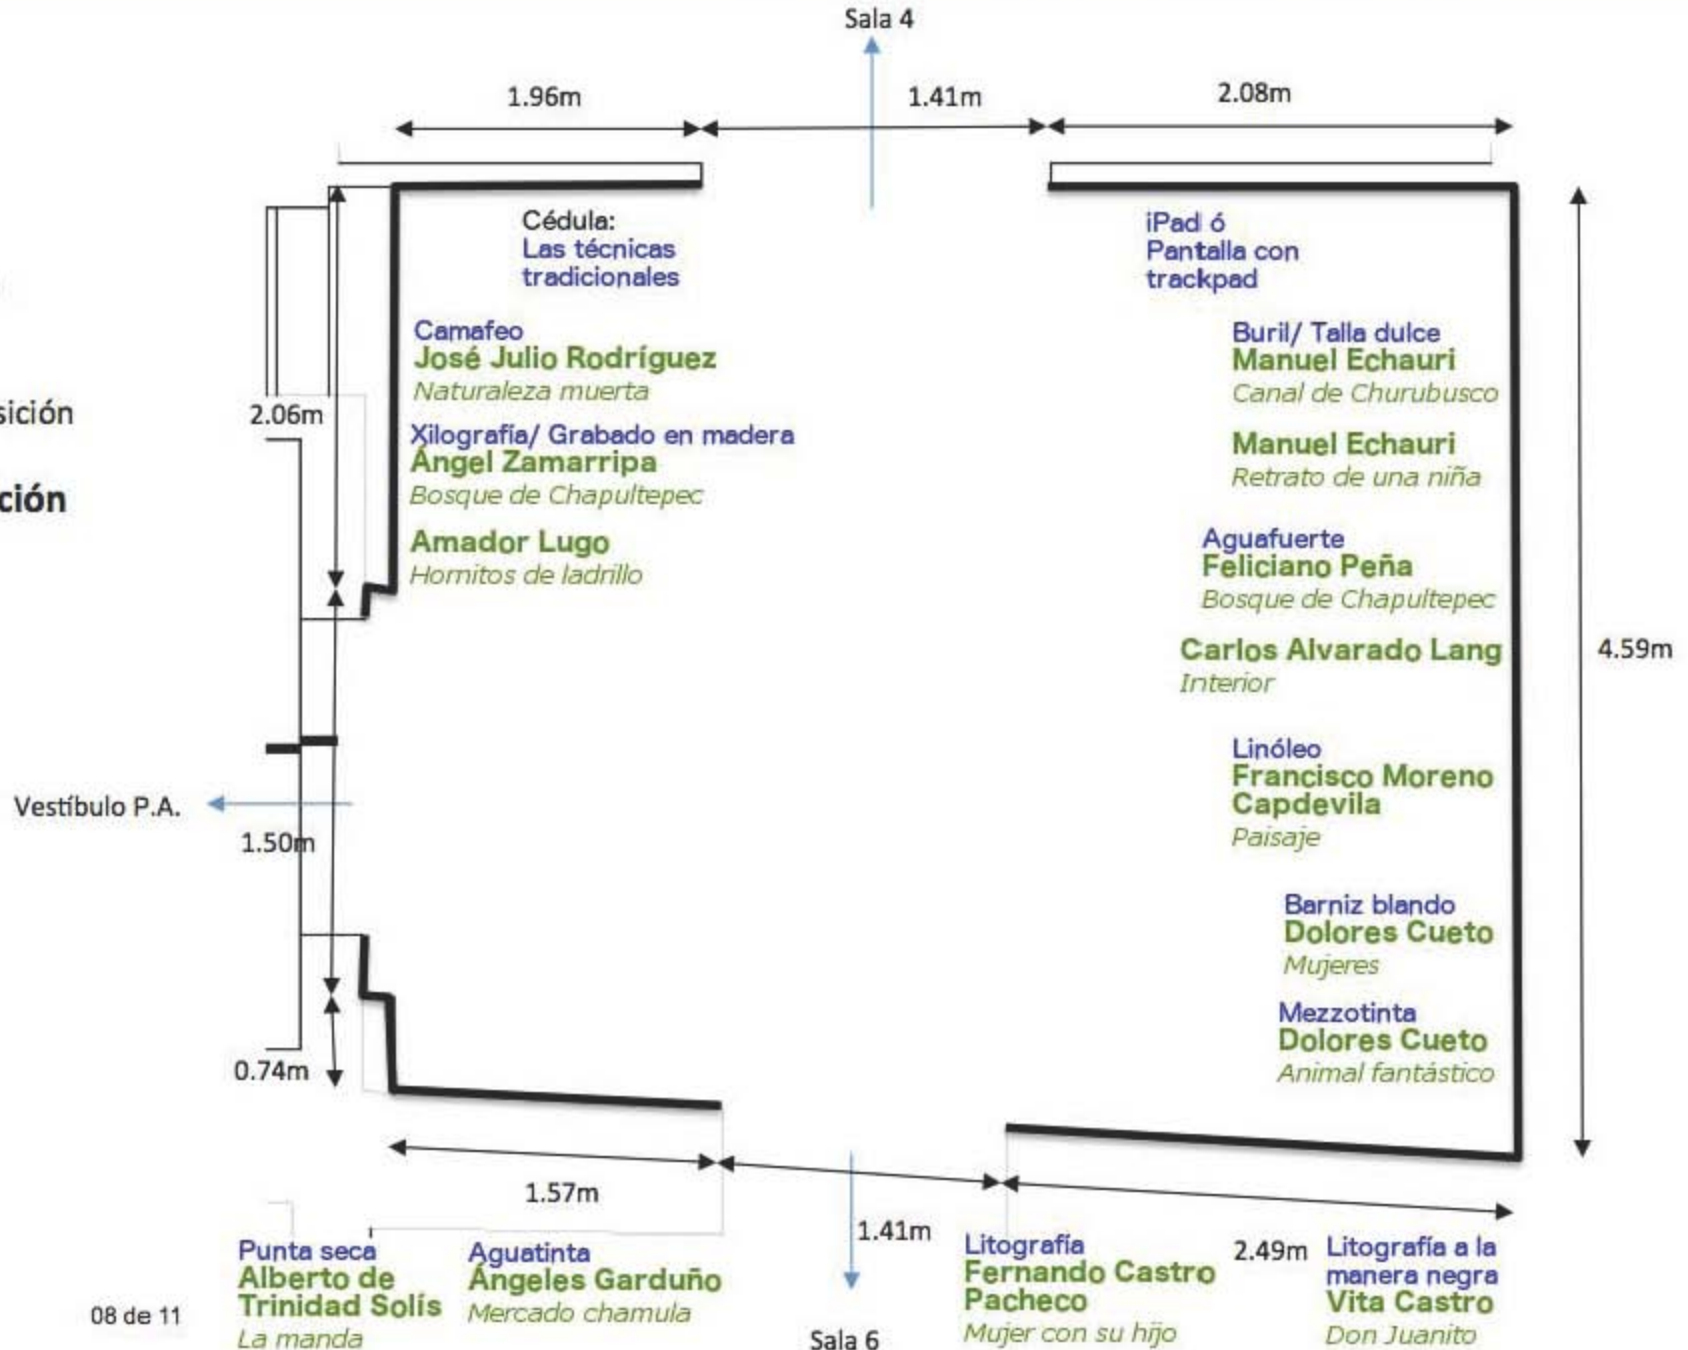 Sala 4
1.96m
1.41m
2.08m
Cédula:
Las técnicas
tradicionales
iPad ó
Pantalla con
trackpad
Camafeo
José Julio Rodríguez
Naturaleza muerta
Xilografía/ Grabado en madera
Ángel Zamarripa
Bosque de Chapultepec
Amador Lugo
Hornitos de ladrillo
Buril/ Talla dulce
Manuel Echauri
Canal de Churubusco
Manuel Echauri
Retrato de una niña
Aguafuerte
Feliciano Peña
Bosque de Chapultepec
Carlos Alvarado Lang
Interior
Linóleo
Francisco Moreno
Capdevila
Paisaje
Barniz blando
Dolores Cueto
Mujeres
Mezzotinta
Dolores Cueto
Animal fantástico
sición
ción
2.06m
4.59m
Vestíbulo P.A.
1.50m
0.74m
1.57m
1.41m
2.49m
Punta seca
Alberto de
Trinidad Solís
La manda
Aguatinta
Ángeles Garduño
Mercado chamula
Litografía
Fernando Castro
Pacheco
Mujer con su hijo
Litografía a la
manera negra
Vita Castro
Don Juanito
08 de 11
Sala 6